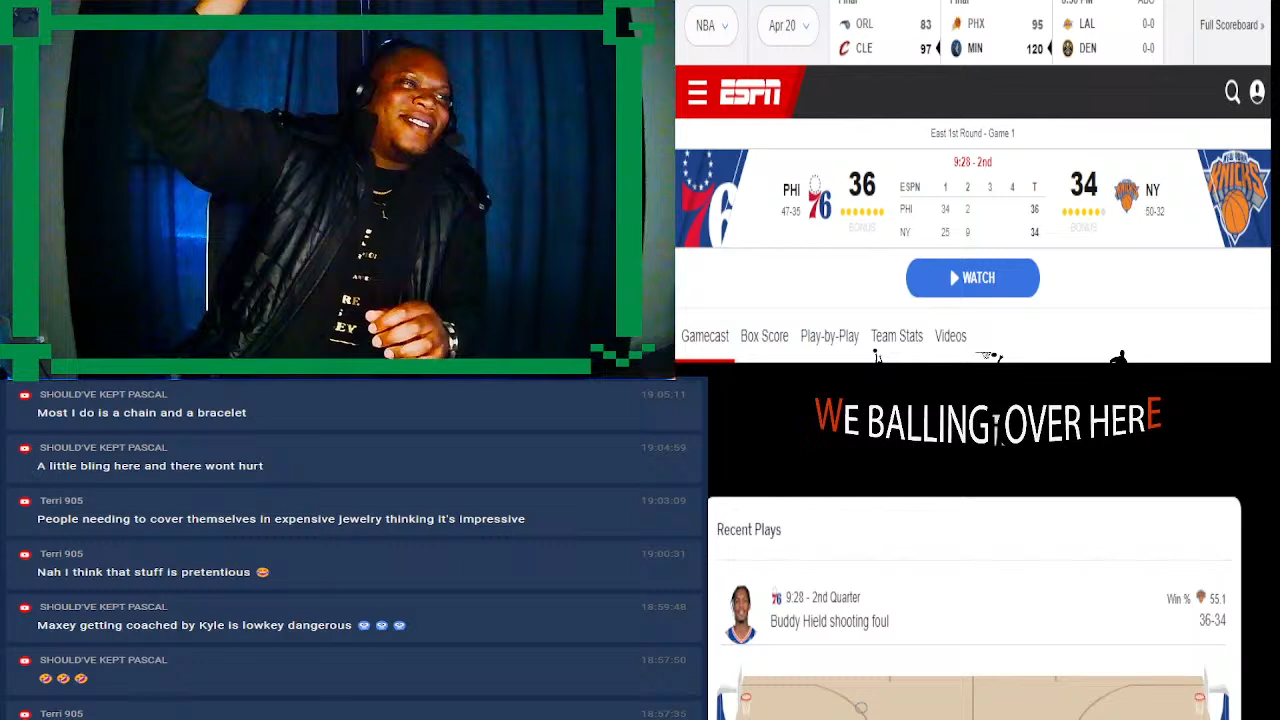 NBA
Apr 20
Final
ORL 83
CLE 97
Final
PHX 95
MIN 120
LAL 0-0
DEN 0-0
Full Scoreboard »
ESPN
East 1st Round - Game 1
PHI
47-35
76
36
BONUS
9:28 - 2nd
ESPN 1 2 3 4 T
PHI 34 2 36
NY 25 9 34
34
BONUS
NY
50-32
KNICKS
WATCH
Gamecast Box Score Play-by-Play Team Stats Videos
SHOULD'VE KEPT PASCAL 19:05:11
Most I do is a chain and a bracelet
SHOULD'VE KEPT PASCAL 19:04:59
A little bling here and there wont hurt
Terri 905 19:03:09
People needing to cover themselves in expensive jewelry thinking it's impressive
Terri 905 19:00:31
Nah I think that stuff is pretentious
SHOULD'VE KEPT PASCAL 18:59:48
Maxey getting coached by Kyle is lowkey dangerous
SHOULD'VE KEPT PASCAL 18:57:50
Terri 905 18:57:35
WE BALLING OVER HERE
Recent Plays
9:28 - 2nd Quarter
Buddy Hield shooting foul
Win % 55.1
36-34